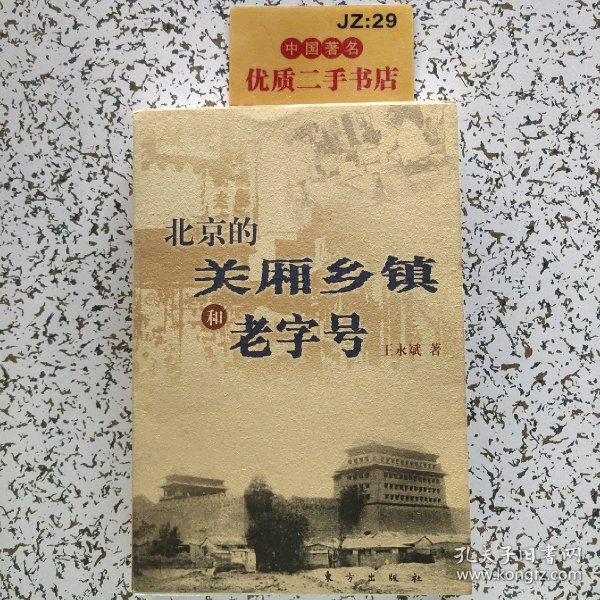 JZ:29
中国著名
优质二手书店
北京的
关厢乡镇
和
老字号
王永斌 著
东方出版社
孔夫子旧书网
www.kongfz.com